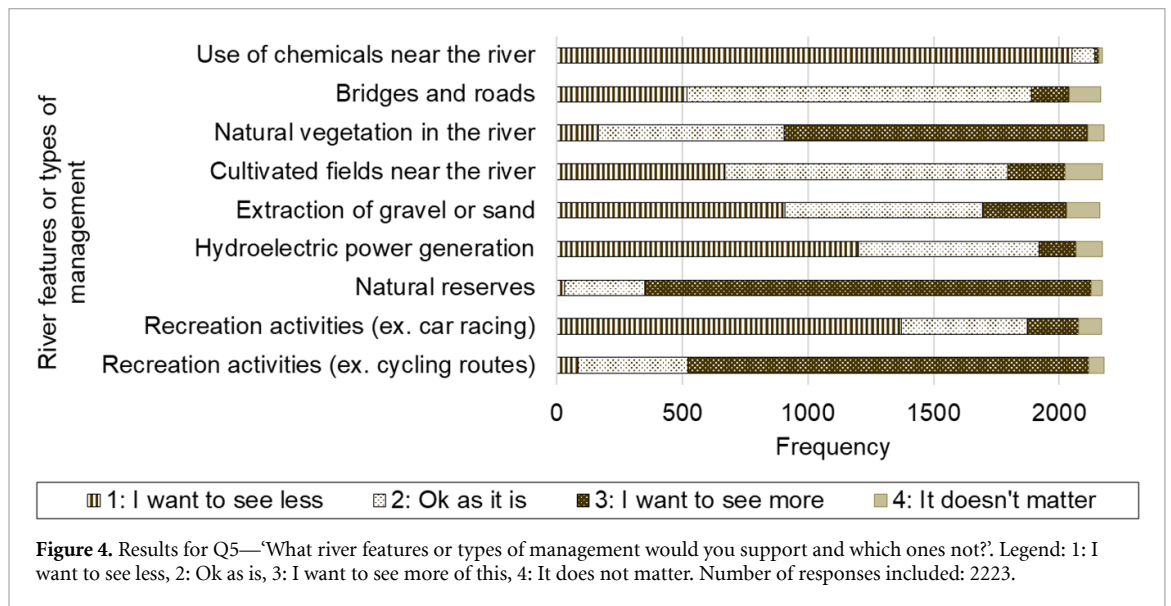 River features or types of
management
Use of chemicals near the river
Bridges and roads
Natural vegetation in the river
Cultivated fields near the river
Extraction of gravel or sand
Hydroelectric power generation
Natural reserves
Recreation activities (ex. car racing)
Recreation activities (ex. cycling routes)
0 500 1000 1500 2000
Frequency
1: I want to see less 2: Ok as it is 3: I want to see more 4: It doesn't matter
Figure 4. Results for Q5—‘What river features or types of management would you support and which ones not?’. Legend: 1: I
want to see less, 2: Ok as is, 3: I want to see more of this, 4: It does not matter. Number of responses included: 2223.